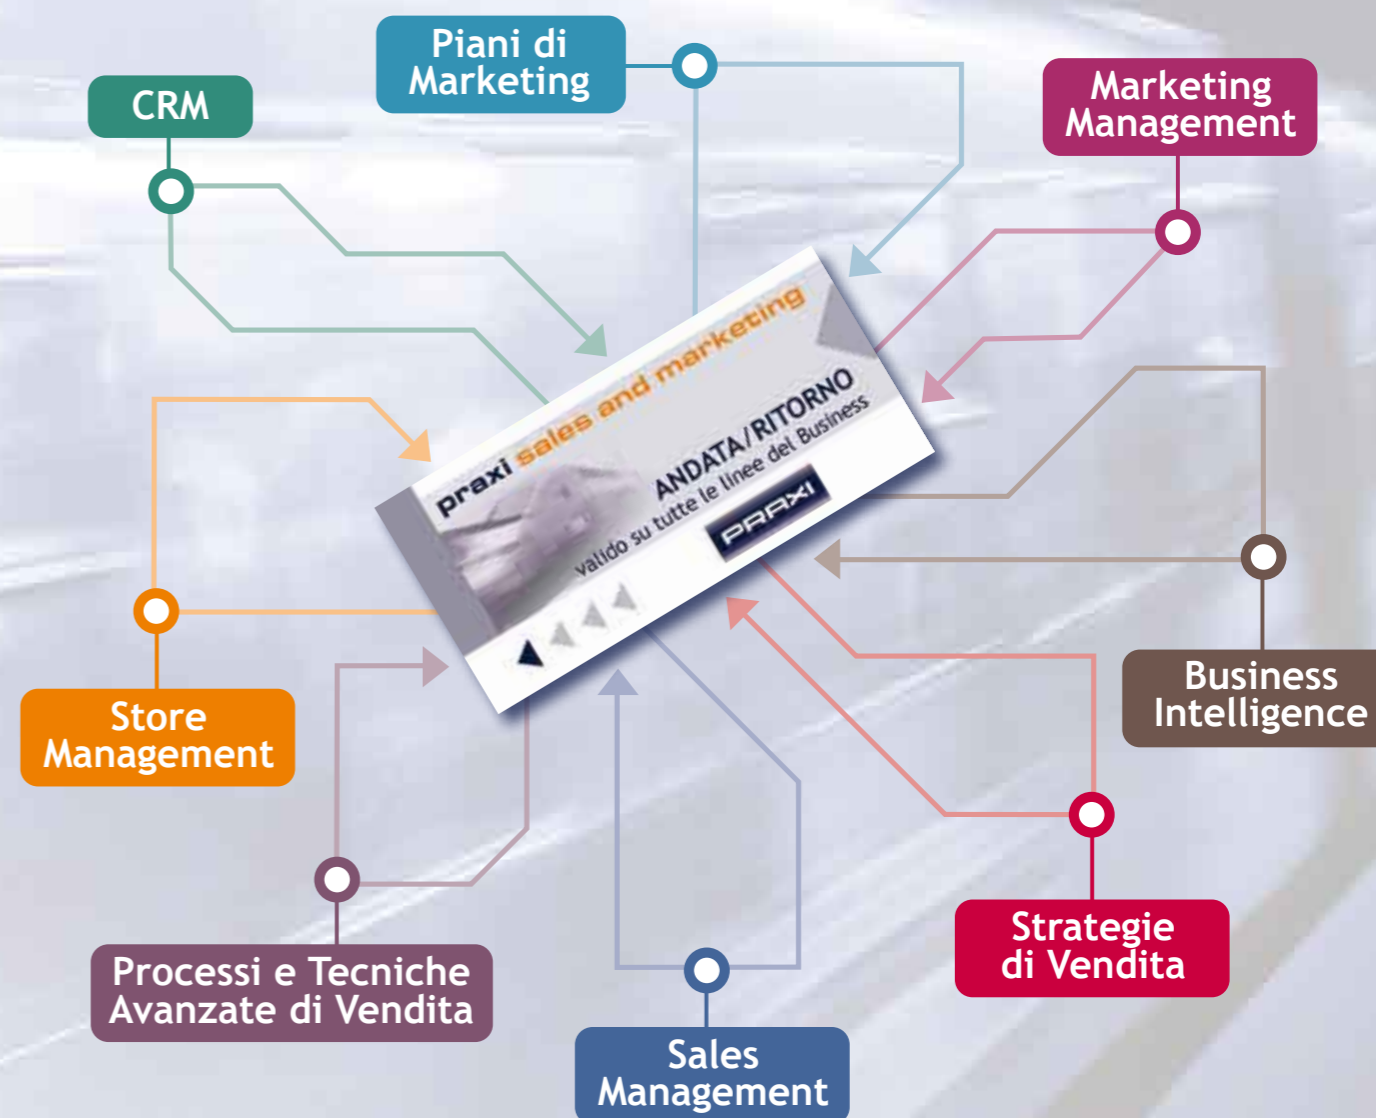 Piani di
Marketing
CRM
Marketing
Management
praxi sales and marketing
ANDATA/RITORNO
valido su tutte le linee del Business
PRAXI
Store
Management
Business
Intelligence
Strategie
di Vendita
Processi e Tecniche
Avanzate di Vendita
Sales
Management